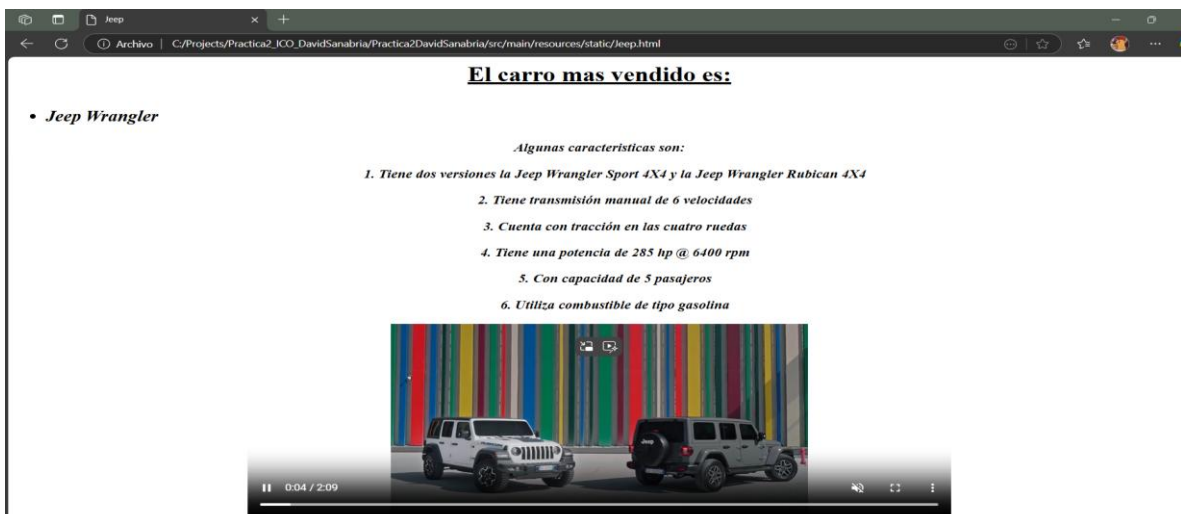 Jeep
Archivo | C:/Projects/Practica2_ICO_DavidSanabria/Practica2DavidSanabria/src/main/resources/static/Jeep.html
El carro mas vendido es:
• Jeep Wrangler
Algunas caracteristicas son:
1. Tiene dos versiones la Jeep Wrangler Sport 4X4 y la Jeep Wrangler Rubican 4X4
2. Tiene transmisión manual de 6 velocidades
3. Cuenta con tracción en las cuatro ruedas
4. Tiene una potencia de 285 hp @ 6400 rpm
5. Con capacidad de 5 pasajeros
6. Utiliza combustible de tipo gasolina
Jeep
0:04 / 2:09